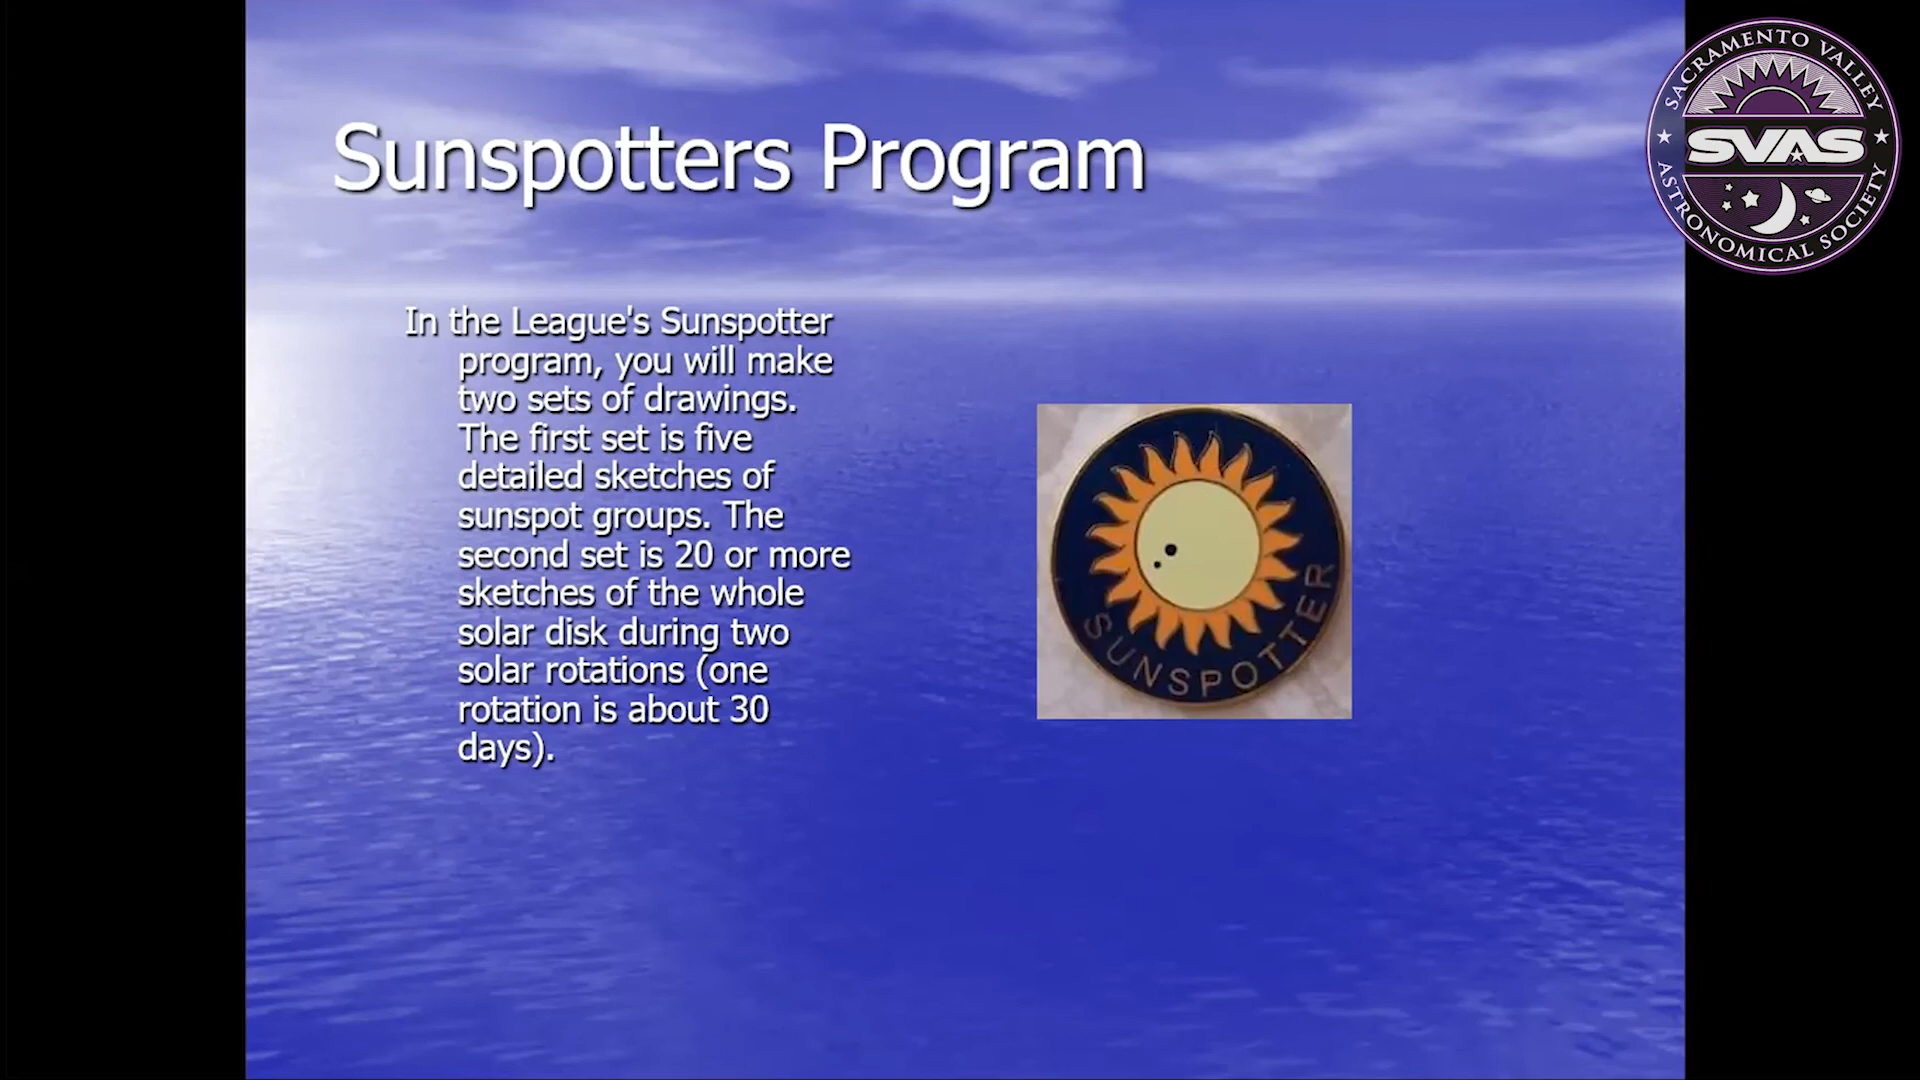 Sunspotters Program
In the League's Sunspotter
program, you will make
two sets of drawings.
The first set is five
detailed sketches of
sunspot groups. The
second set is 20 or more
sketches of the whole
solar disk during two
solar rotations (one
rotation is about 30
days).
SUNSPOTTER
SACRAMENTO VALLEY
SVAS
ASTRONOMICAL SOCIETY